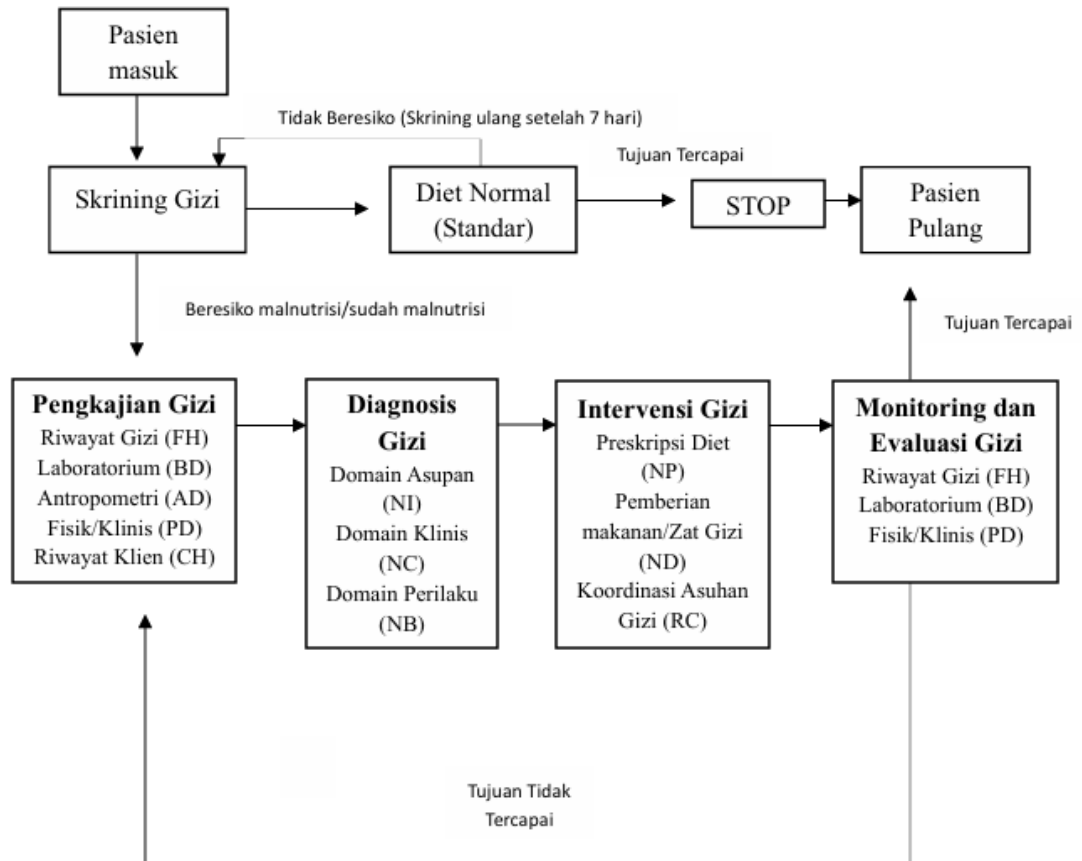 Pasien
masuk
Tidak Beresiko (Skrining ulang setelah 7 hari)
Tujuan Tercapai
Skrining Gizi
Diet Normal
(Standar)
STOP
Pasien
Pulang
Beresiko malnutrisi/sudah malnutrisi
Tujuan Tercapai
Pengkajian Gizi
Riwayat Gizi (FH)
Laboratorium (BD)
Antropometri (AD)
Fisik/Klinis (PD)
Riwayat Klien (CH)
Diagnosis
Gizi
Domain Asupan
(NI)
Domain Klinis
(NC)
Domain Perilaku
(NB)
Intervensi Gizi
Preskripsi Diet
(NP)
Pemberian
makanan/Zat Gizi
(ND)
Koordinasi Asuhan
Gizi (RC)
Monitoring dan
Evaluasi Gizi
Riwayat Gizi (FH)
Laboratorium (BD)
Fisik/Klinis (PD)
Tujuan Tidak
Tercapai